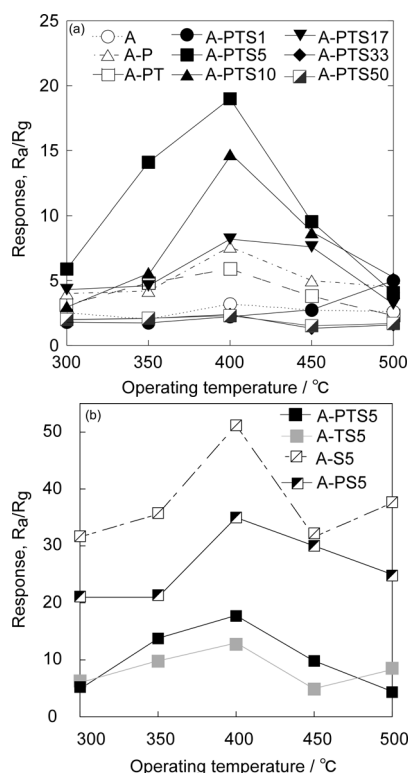 (a)
A
A-PTS1
A-PTS17
A-P
A-PTS5
A-PTS33
A-PT
A-PTS10
A-PTS50
Response, Ra/Rg
25
20
15
10
5
0
300 350 400 450 500
Operating temperature / °C
(b)
A-PTS5
A-TS5
A-S5
A-PS5
Response, Ra/Rg
50
40
30
20
10
0
300 350 400 450 500
Operating temperature / °C